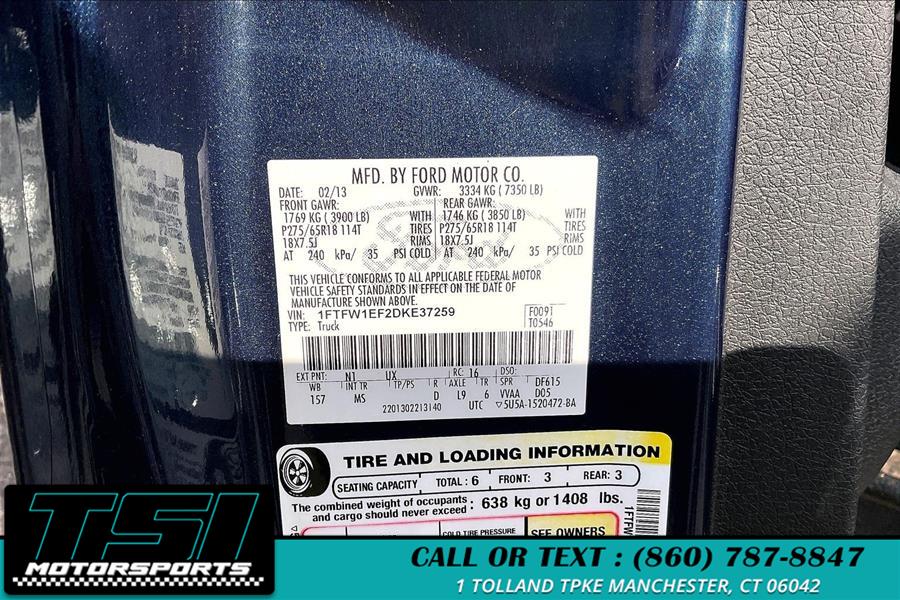 MFD. BY FORD MOTOR CO.
DATE: 02/13 GVWR: 3334 KG ( 7350 LB)
FRONT GAWR: REAR GAWR:
1769 KG (3900 LB) WITH 1746 KG ( 3850 LB) WITH
P275/65R18 114T TIRES P275/65R18 114T TIRES
18X7.5J RIMS 18X7.5J RIMS
AT 240 kPa/ 35 PSI COLD AT 240 kPa/ 35 PSI COLD
THIS VEHICLE CONFORMS TO ALL APPLICABLE FEDERAL MOTOR
VEHICLE SAFETY STANDARDS IN EFFECT ON THE DATE OF
MANUFACTURE SHOWN ABOVE.
VIN: 1FTFW1EF2DKE37259 F0091
TYPE: Truck T0546
EXT PNT: N1 UX RC: 16 DSO:
WB INT TR TP/PS R AXLE TR SPR DF615
157 MS D L9 6 VVAA D05
2201302213140 UTC ▽5U5A-1520472-BA
TIRE AND LOADING INFORMATION
SEATING CAPACITY TOTAL : 6 FRONT: 3 REAR: 3
The combined weight of occupants and cargo should never exceed : 638 kg or 1408 lbs.
COLD TIRE PRESSURE SEE OWNERS
1FTFW
TSI
MOTORSPORTS
CALL OR TEXT : (860) 787-8847
1 TOLLAND TPKE MANCHESTER, CT 06042